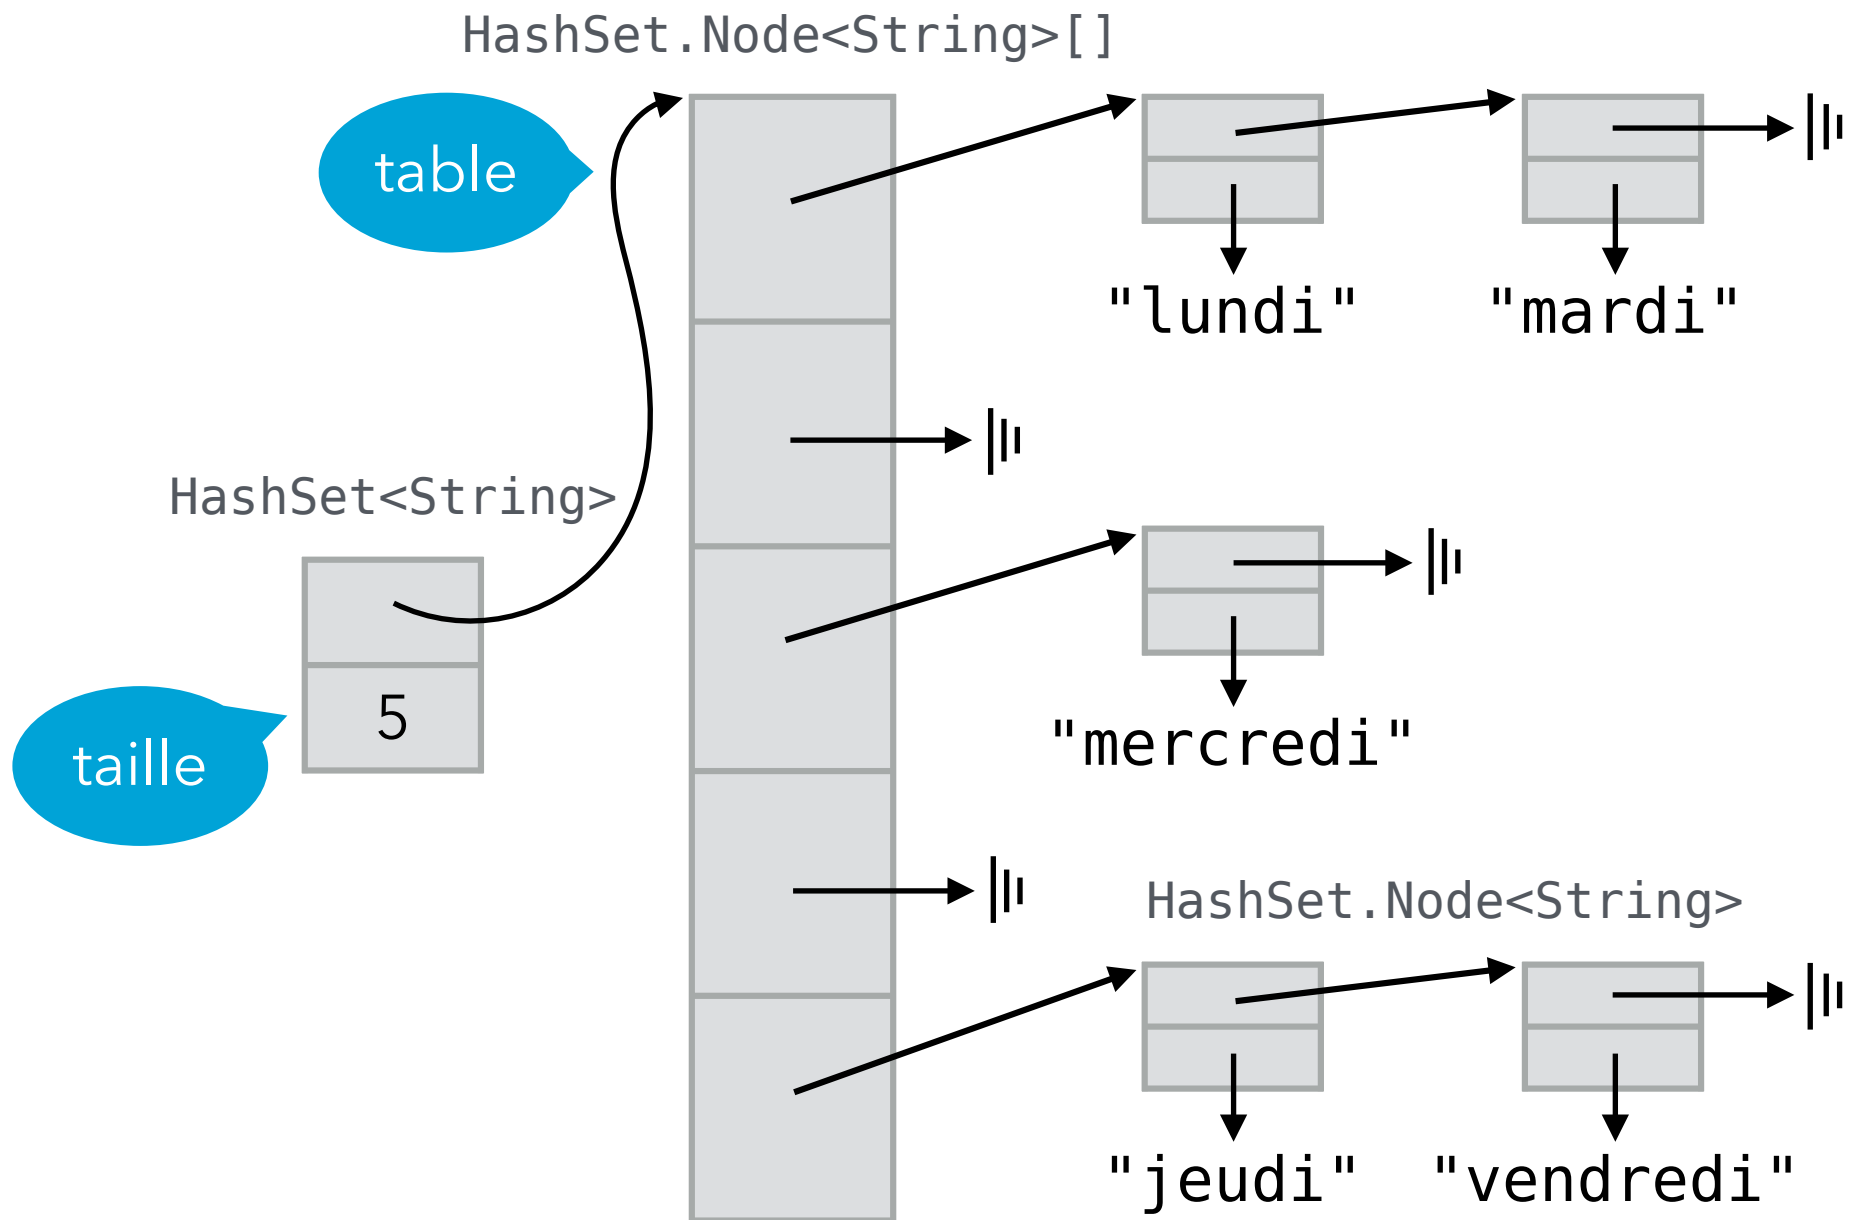 HashSet.Node<String>[]
table
"lundi"
"mardi"
HashSet<String>
5
taille
"mercredi"
HashSet.Node<String>
"jeudi"
"vendredi"